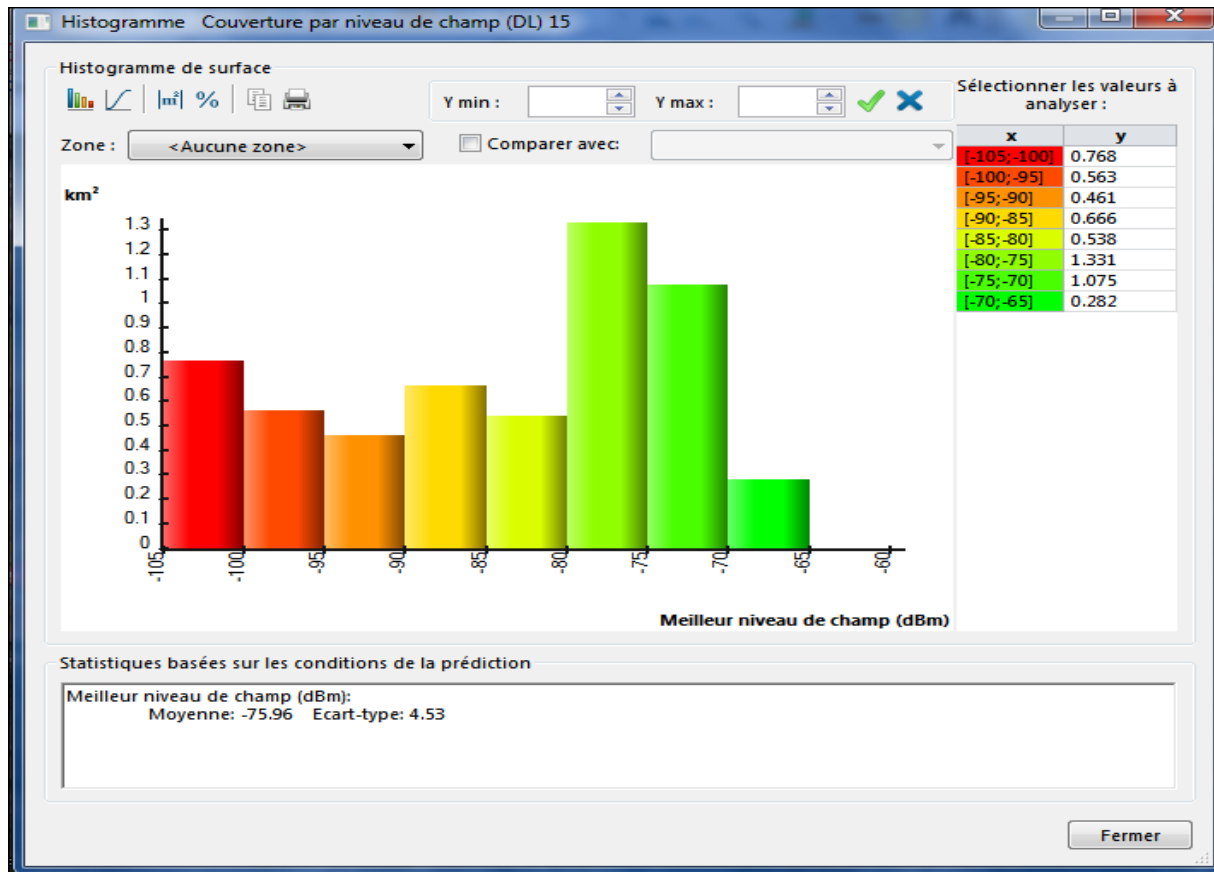 Histogramme Couverture par niveau de champ (DL) 15
Histogramme de surface
m² %
Y min :
Y max :
Sélectionner les valeurs à
analyser :
Zone :
<Aucune zone>
Comparer avec:
x y
[-105;-100] 0.768
[-100;-95] 0.563
[-95;-90] 0.461
[-90;-85] 0.666
[-85;-80] 0.538
[-80;-75] 1.331
[-75;-70] 1.075
[-70;-65] 0.282
km²
1.3
1.2
1.1
1
0.9
0.8
0.7
0.6
0.5
0.4
0.3
0.2
0.1
0
-105 -100 -95 -90 -85 -80 -75 -70 -65 -60
Meilleur niveau de champ (dBm)
Statistiques basées sur les conditions de la prédiction
Meilleur niveau de champ (dBm):
Moyenne: -75.96 Ecart-type: 4.53
Fermer